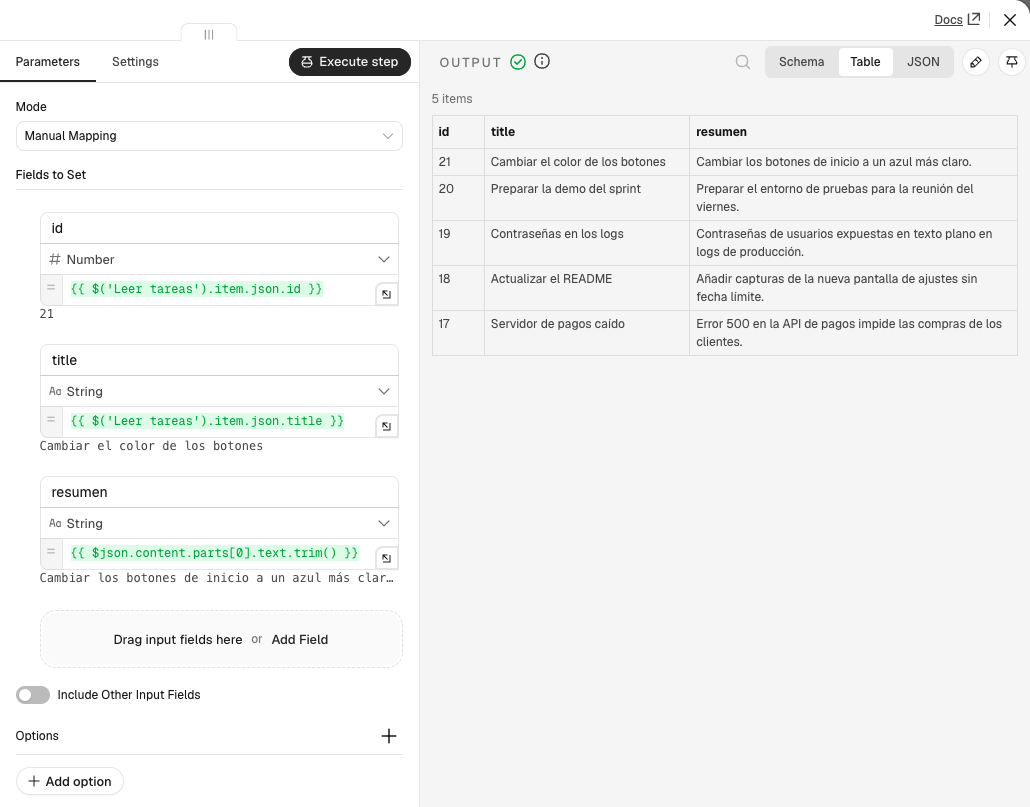 Docs
Parameters
Settings
Execute step
Mode
Manual Mapping
Fields to Set
id
# Number
= {{ $('Leer tareas').item.json.id }}
21
title
Aa String
= {{ $('Leer tareas').item.json.title }}
Cambiar el color de los botones
resumen
Aa String
= {{ $json.content.parts[0].text.trim() }}
Cambiar los botones de inicio a un azul más clar…
Drag input fields here or Add Field
Include Other Input Fields
Options
Add option
OUTPUT
Schema
Table
JSON
5 items
id title resumen
21 Cambiar el color de los botones Cambiar los botones de inicio a un azul más claro.
20 Preparar la demo del sprint Preparar el entorno de pruebas para la reunión del
viernes.
19 Contraseñas en los logs Contraseñas de usuarios expuestas en texto plano en
logs de producción.
18 Actualizar el README Añadir capturas de la nueva pantalla de ajustes sin
fecha límite.
17 Servidor de pagos caído Error 500 en la API de pagos impide las compras de los
clientes.